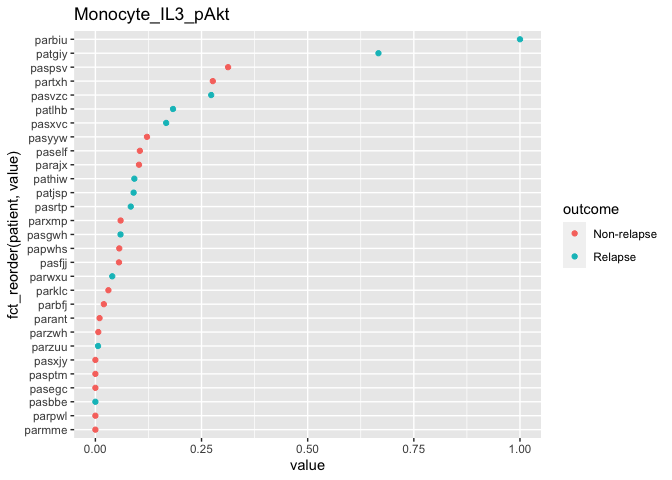 Monocyte_IL3_pAkt
fct_reorder(patient, value)
parbiu
patgiy
paspsv
partxh
pasvzc
patlhb
pasxvc
pasyyw
paself
parajx
pathiw
patjsp
pasrtp
parxmp
pasgwh
papwhs
pasfjj
parwxu
parklc
parbfj
parant
parzwh
parzuu
pasxjy
pasptm
pasegc
pasbbe
parpwl
parmme
0.00 0.25 0.50 0.75 1.00
value
outcome
Non-relapse
Relapse